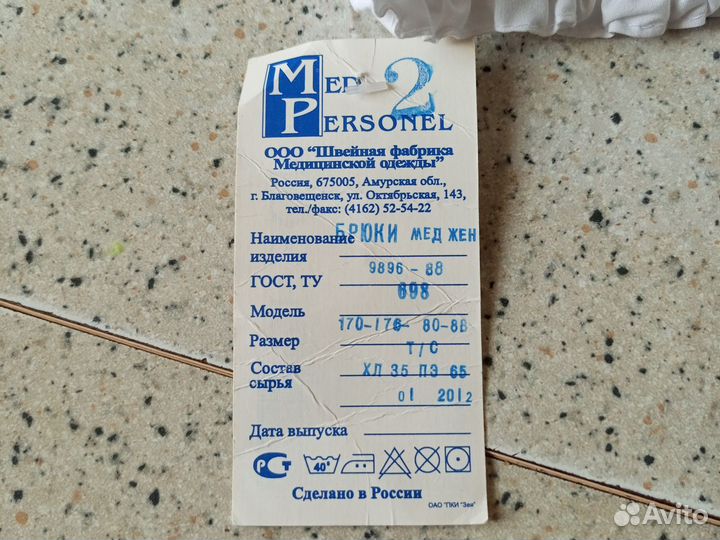 MED 2
PERSONEL
ООО "Швейная фабрика
Медицинской одежды"
Россия, 675005, Амурская обл.,
г. Благовещенск, ул. Октябрьская, 143,
тел./факс: (4162) 52-54-22
Наименование БРЮКИ МЕД ЖЕН
изделия
ГОСТ, ТУ 9896-88
Модель 698
Размер 170-176- 80-88
Т/С
Состав ХЛ 35 ПЭ 65
сырья
01 2012
Дата выпуска
РСТ 40°
Сделано в России
ОАО "ПКИ "Зея"
Avito